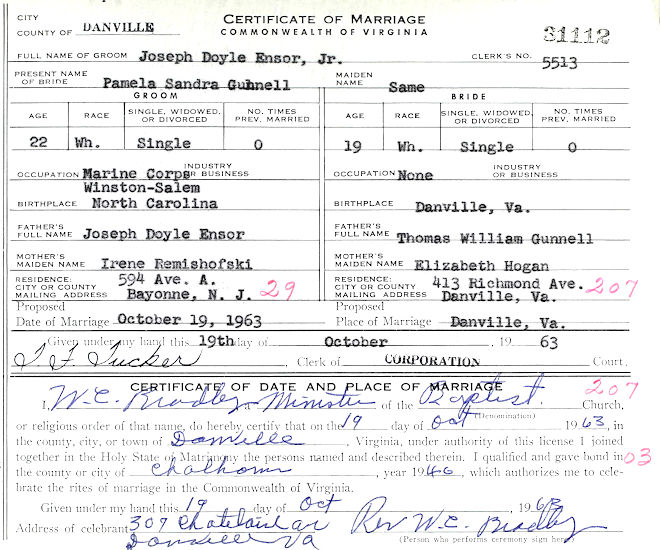 CITY
COUNTY OF DANVILLE
CERTIFICATE OF MARRIAGE
COMMONWEALTH OF VIRGINIA
31112
FULL NAME OF GROOM Joseph Doyle Ensor, Jr. CLERK'S NO. 5513
PRESENT NAME OF BRIDE Pamela Sandra Gunnell MAIDEN NAME Same
GROOM BRIDE
AGE RACE SINGLE, WIDOWED, OR DIVORCED NO. TIMES PREV. MARRIED AGE RACE SINGLE, WIDOWED, OR DIVORCED NO. TIMES PREV. MARRIED
22 Wh. Single 0 19 Wh. Single 0
OCCUPATION Marine Corps INDUSTRY OR BUSINESS OCCUPATION None INDUSTRY OR BUSINESS
Winston-Salem
BIRTHPLACE North Carolina BIRTHPLACE Danville, Va.
FATHER'S FULL NAME Joseph Doyle Ensor FATHER'S FULL NAME Thomas William Gunnell
MOTHER'S MAIDEN NAME Irene Remishofski MOTHER'S MAIDEN NAME Elizabeth Hogan
RESIDENCE: 594 Ave. A. RESIDENCE: 413 Richmond Ave. 207
CITY OR COUNTY MAILING ADDRESS Bayonne, N. J. 29 CITY OR COUNTY MAILING ADDRESS Danville, Va.
Proposed Proposed
Date of Marriage October 19, 1963 Place of Marriage Danville, Va.
Given under my hand this 19th day of October, 19 63
T. F. Tucker, Clerk of CORPORATION Court.
CERTIFICATE OF DATE AND PLACE OF MARRIAGE 207
I, W. C. Bradley a Minister of the Baptist Church,
(Denomination)
or religious order of that name, do hereby certify that on the 19 day of Oct 1963, in
the county, city, or town of Danville, Virginia, under authority of this license I joined
together in the Holy State of Matrimony the persons named and described therein. I qualified and gave bond in 03
the county or city of, year 1946, which authorizes me to cele-
brate the rites of marriage in the Commonwealth of Virginia.
Given under my hand this 19 day of Oct, 1963
Address of celebrant 307
Danville Va
Rev W. C. Bradley
(Person who performs ceremony sign here)